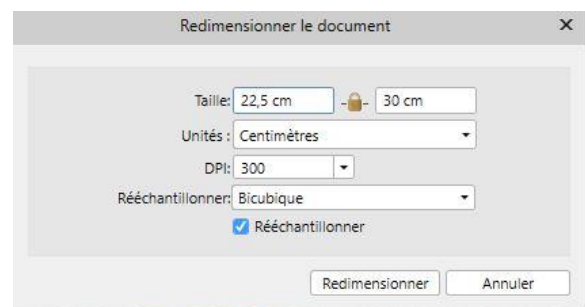 Redimensionner le document
Taille: 22,5 cm 30 cm
Unités : Centimètres
DPI: 300
Rééchantillonner: Bicubique
Rééchantillonner
Redimensionner Annuler